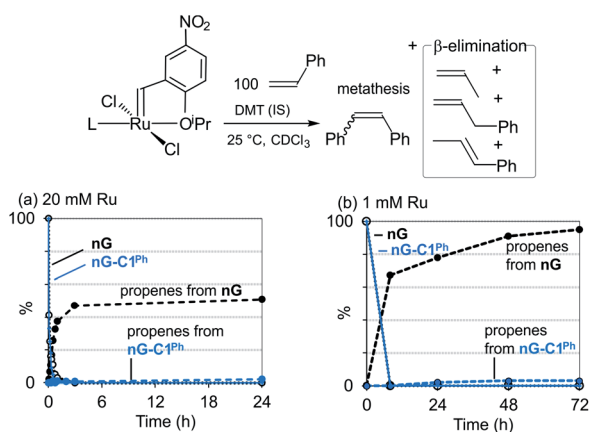 NO₂
+ β-elimination
Ph
100
metathesis
+
Cl
DMT (IS)
L
Ru
OⁱPr
+
Ph
Cl
25 °C, CDCl₃
Ph
Ph
+
Ph
(a) 20 mM Ru
100
nG
nG-C1ᴾʰ
propenes from nG
propenes from
nG-C1ᴾʰ
%
0
0
6
12
18
24
Time (h)
(b) 1 mM Ru
100
nG
nG-C1ᴾʰ
propenes
from nG
propenes
from nG-C1ᴾʰ
%
0
0
24
48
72
Time (h)